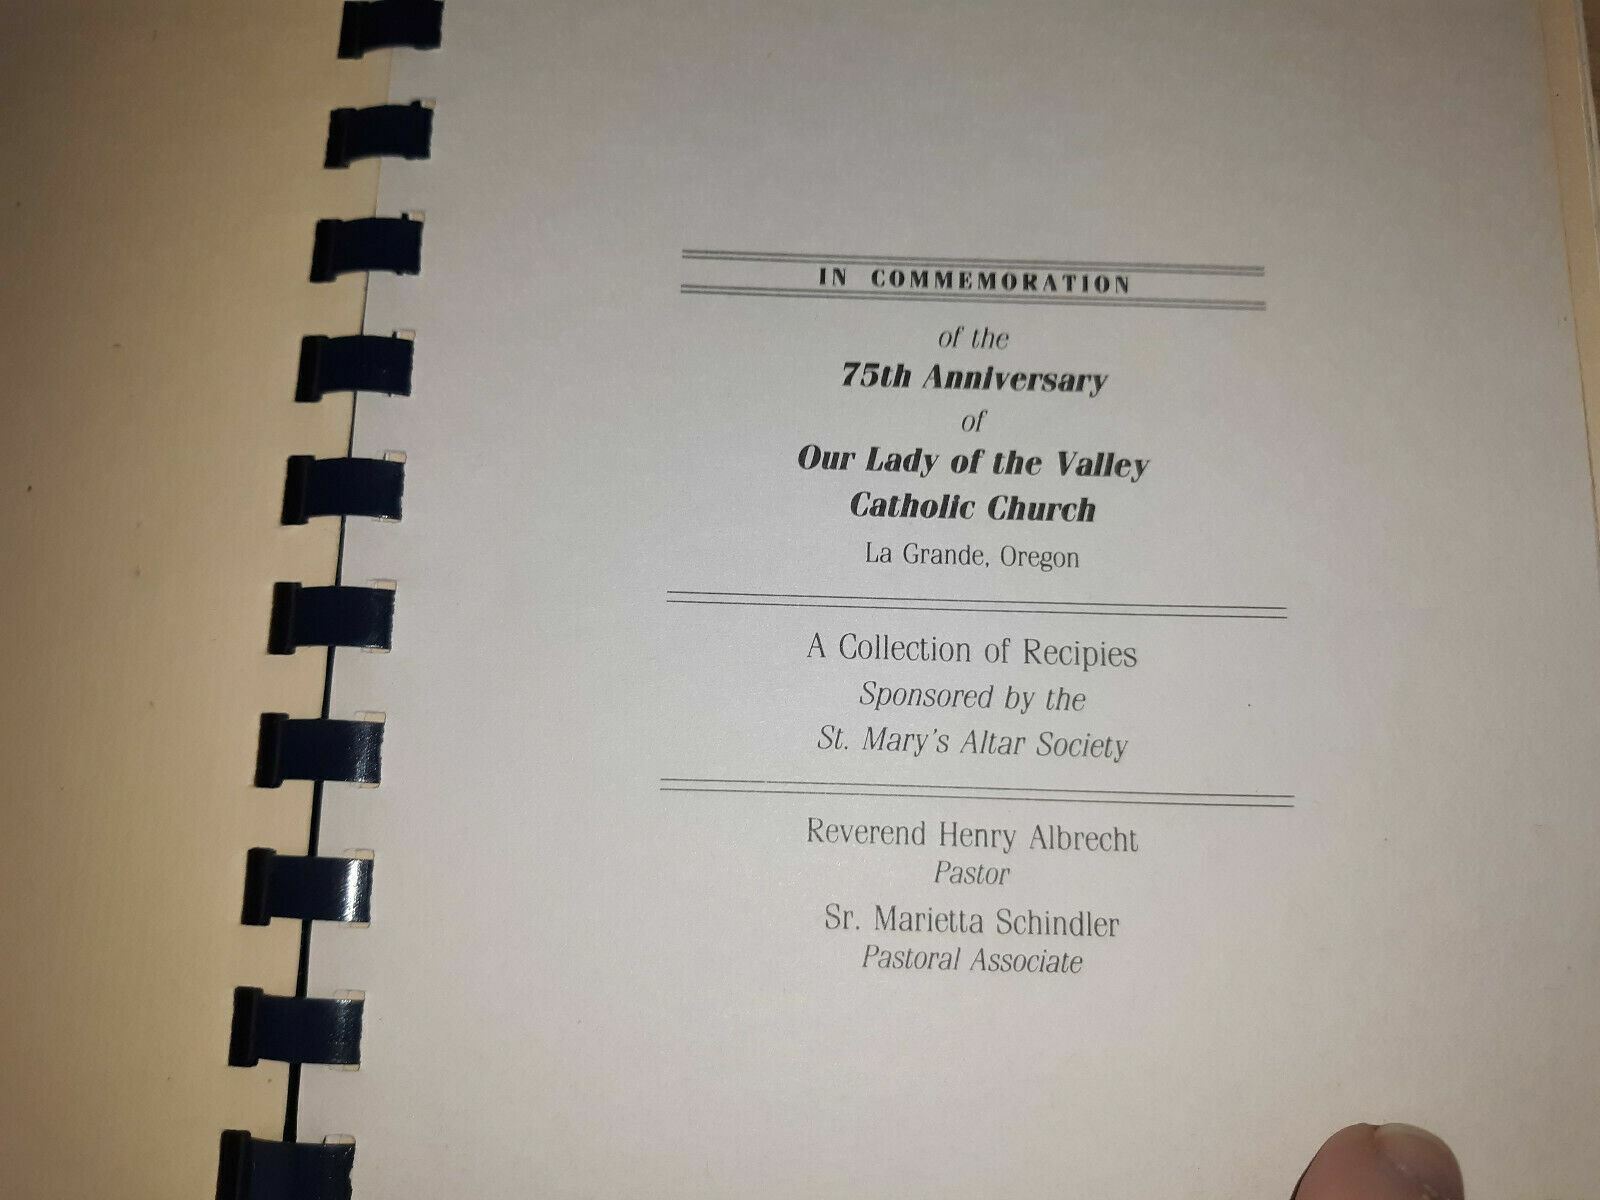 IN COMMEMORATION
of the
75th Anniversary
of
Our Lady of the Valley
Catholic Church
La Grande, Oregon
A Collection of Recipies
Sponsored by the
St. Mary's Altar Society
Reverend Henry Albrecht
Pastor
Sr. Marietta Schindler
Pastoral Associate